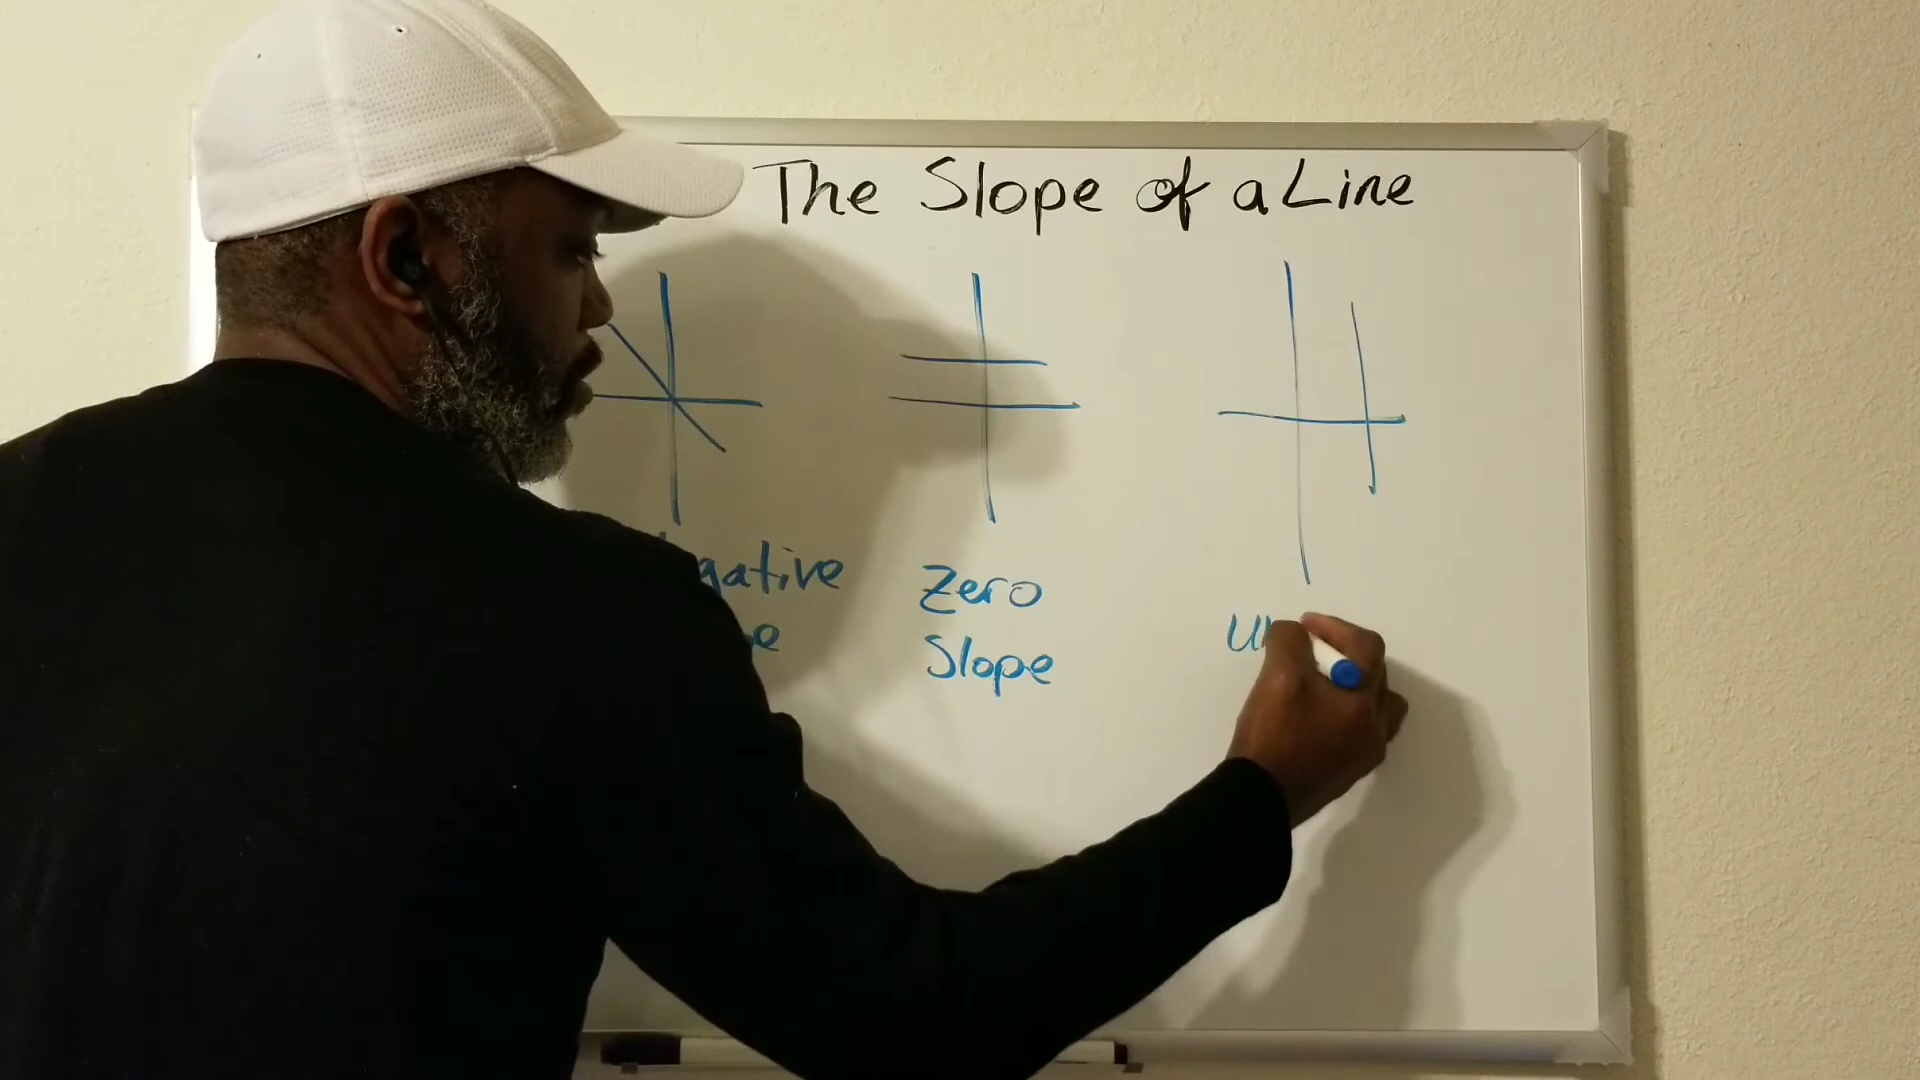 The Slope of a Line
gative
Zero
Slope